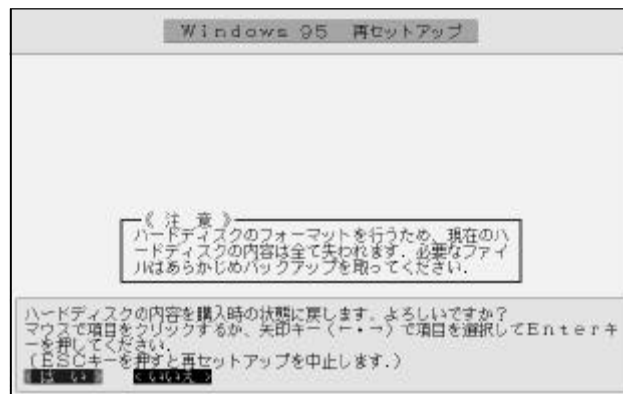 Windows 95 再セットアップ
《 注 意 》
ハードディスクのフォーマットを行うため、現在のハ
ードディスクの内容は全て失われます．必要なファイ
ルはあらかじめバックアップを取ってください．
ハードディスクの内容を購入時の状態に戻します．よろしいですか？
マウスで項目をクリックするか、矢印キー（←・→）で項目を選択してＥｎｔｅｒキ
ーを押してください．
（ＥＳＣキーを押すと再セットアップを中止します．）
はい <いいえ>